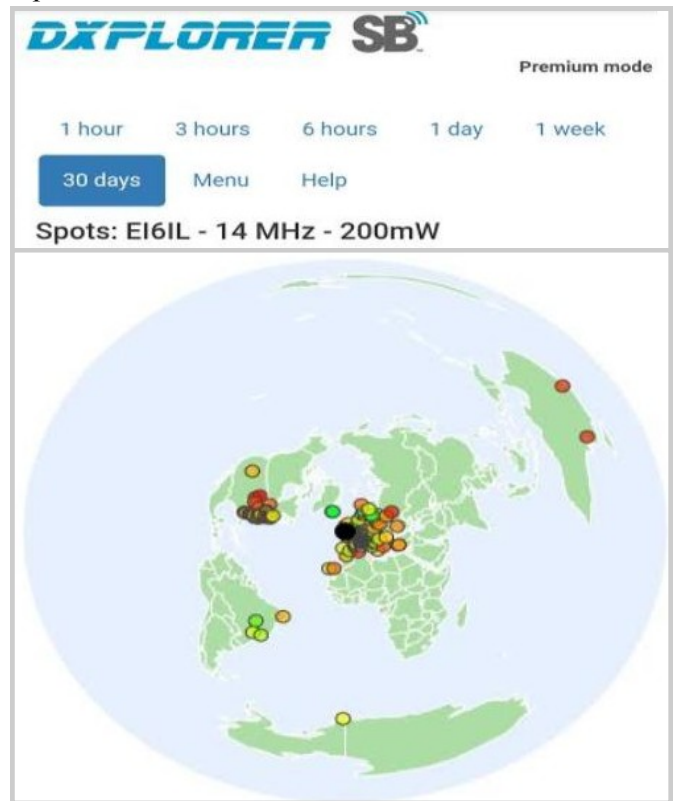 DXPLORER SB™
Premium mode
1 hour 3 hours 6 hours 1 day 1 week
30 days Menu Help
Spots: EI6IL - 14 MHz - 200mW